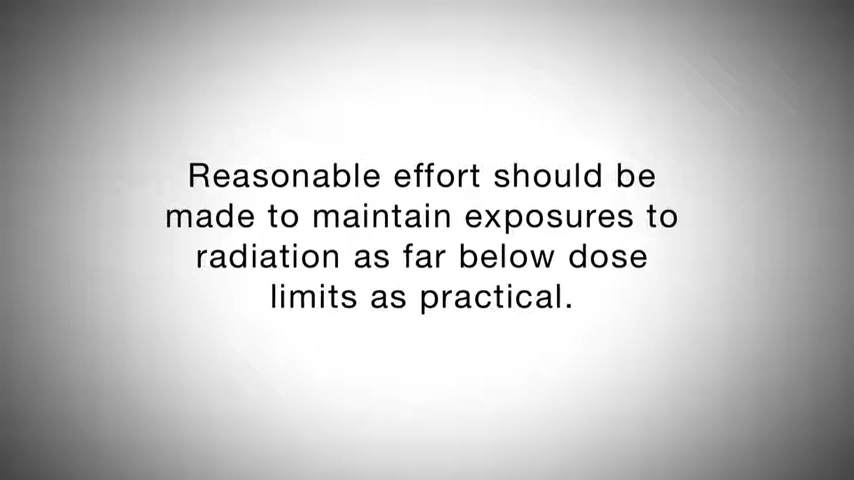 Reasonable effort should be
made to maintain exposures to
radiation as far below dose
limits as practical.